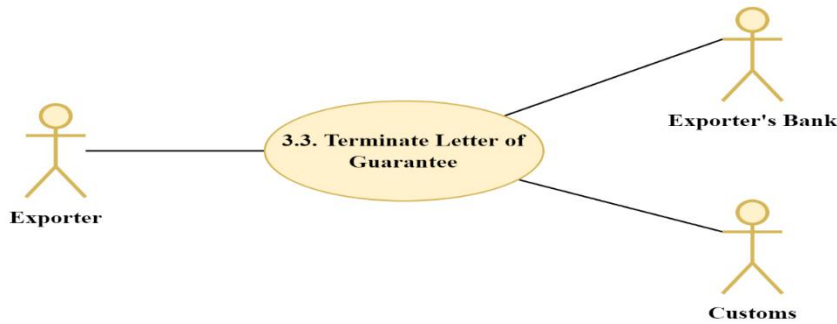 Exporter's Bank
3.3. Terminate Letter of
Guarantee
Exporter
Customs